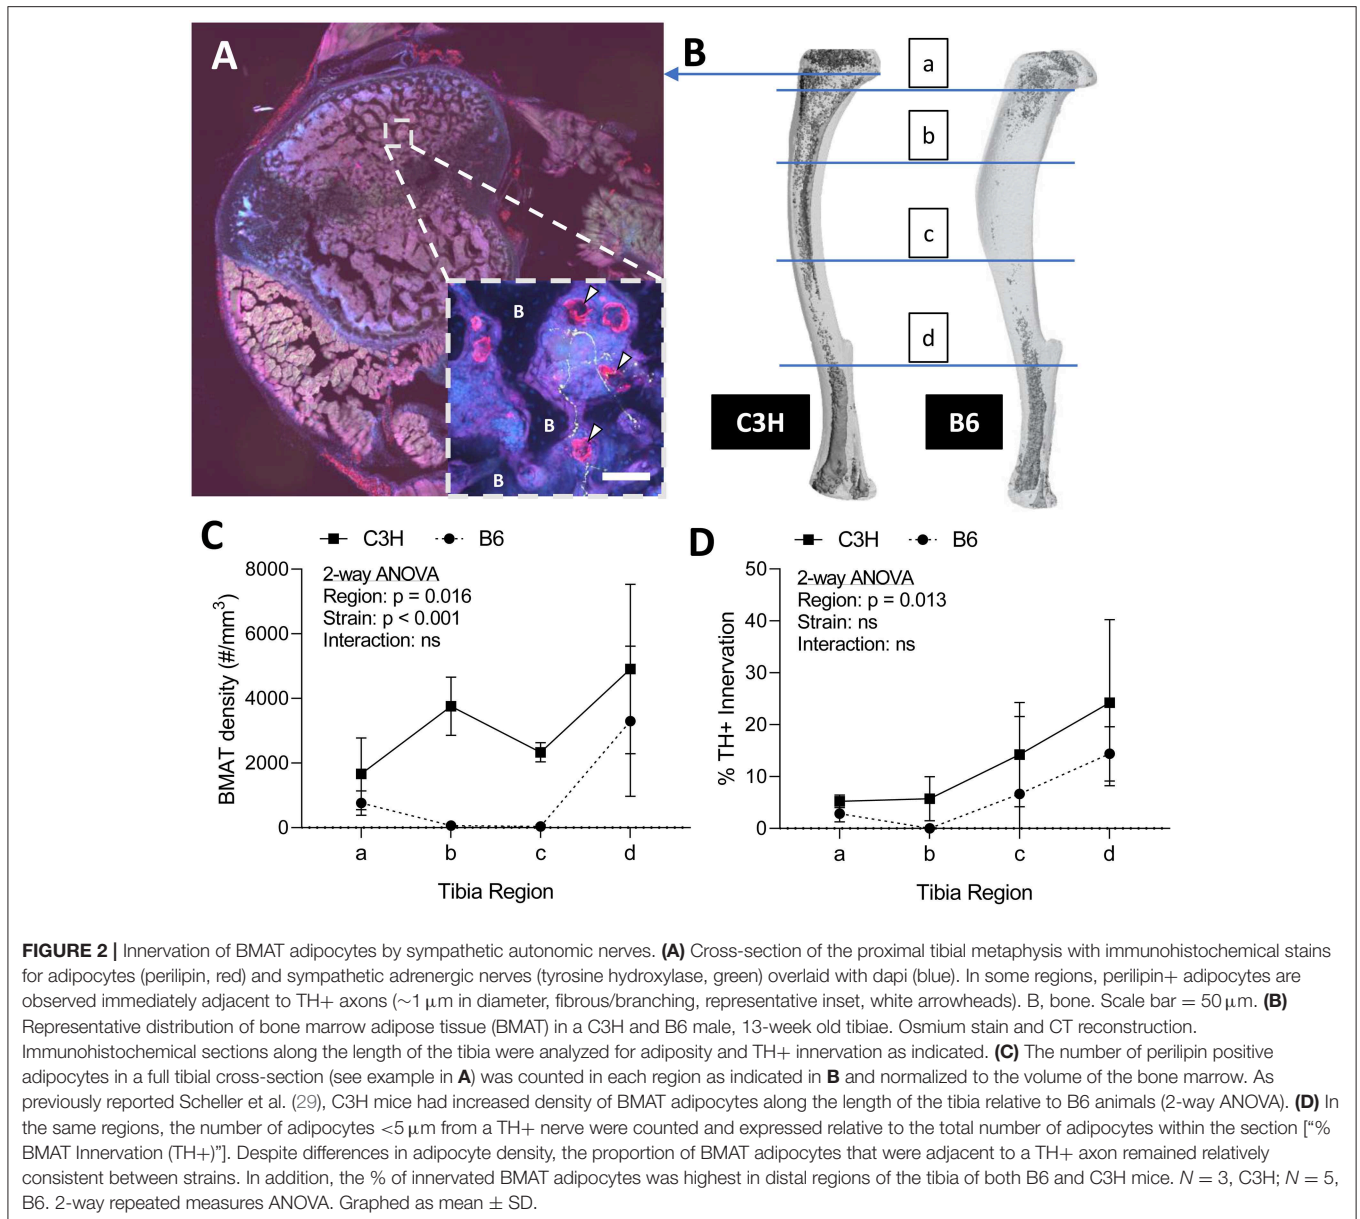 A
B
B
B
B
a
b
c
d
C3H
B6
C
C3H
B6
2-way ANOVA
Region: p = 0.016
Strain: p < 0.001
Interaction: ns
BMAT density (#/mm³)
8000
6000
4000
2000
0
a b c d
Tibia Region
D
C3H
B6
2-way ANOVA
Region: p = 0.013
Strain: ns
Interaction: ns
% TH+ Innervation
50
40
30
20
10
0
a b c d
Tibia Region
FIGURE 2 | Innervation of BMAT adipocytes by sympathetic autonomic nerves. (A) Cross-section of the proximal tibial metaphysis with immunohistochemical stains
for adipocytes (perilipin, red) and sympathetic adrenergic nerves (tyrosine hydroxylase, green) overlaid with dapi (blue). In some regions, perilipin+ adipocytes are
observed immediately adjacent to TH+ axons (∼1 μm in diameter, fibrous/branching, representative inset, white arrowheads). B, bone. Scale bar = 50 μm. (B)
Representative distribution of bone marrow adipose tissue (BMAT) in a C3H and B6 male, 13-week old tibiae. Osmium stain and CT reconstruction.
Immunohistochemical sections along the length of the tibia were analyzed for adiposity and TH+ innervation as indicated. (C) The number of perilipin positive
adipocytes in a full tibial cross-section (see example in A) was counted in each region as indicated in B and normalized to the volume of the bone marrow. As
previously reported Scheller et al. (29), C3H mice had increased density of BMAT adipocytes along the length of the tibia relative to B6 animals (2-way ANOVA). (D) In
the same regions, the number of adipocytes <5 μm from a TH+ nerve were counted and expressed relative to the total number of adipocytes within the section ["%
BMAT Innervation (TH+)"]. Despite differences in adipocyte density, the proportion of BMAT adipocytes that were adjacent to a TH+ axon remained relatively
consistent between strains. In addition, the % of innervated BMAT adipocytes was highest in distal regions of the tibia of both B6 and C3H mice. N = 3, C3H; N = 5,
B6. 2-way repeated measures ANOVA. Graphed as mean ± SD.